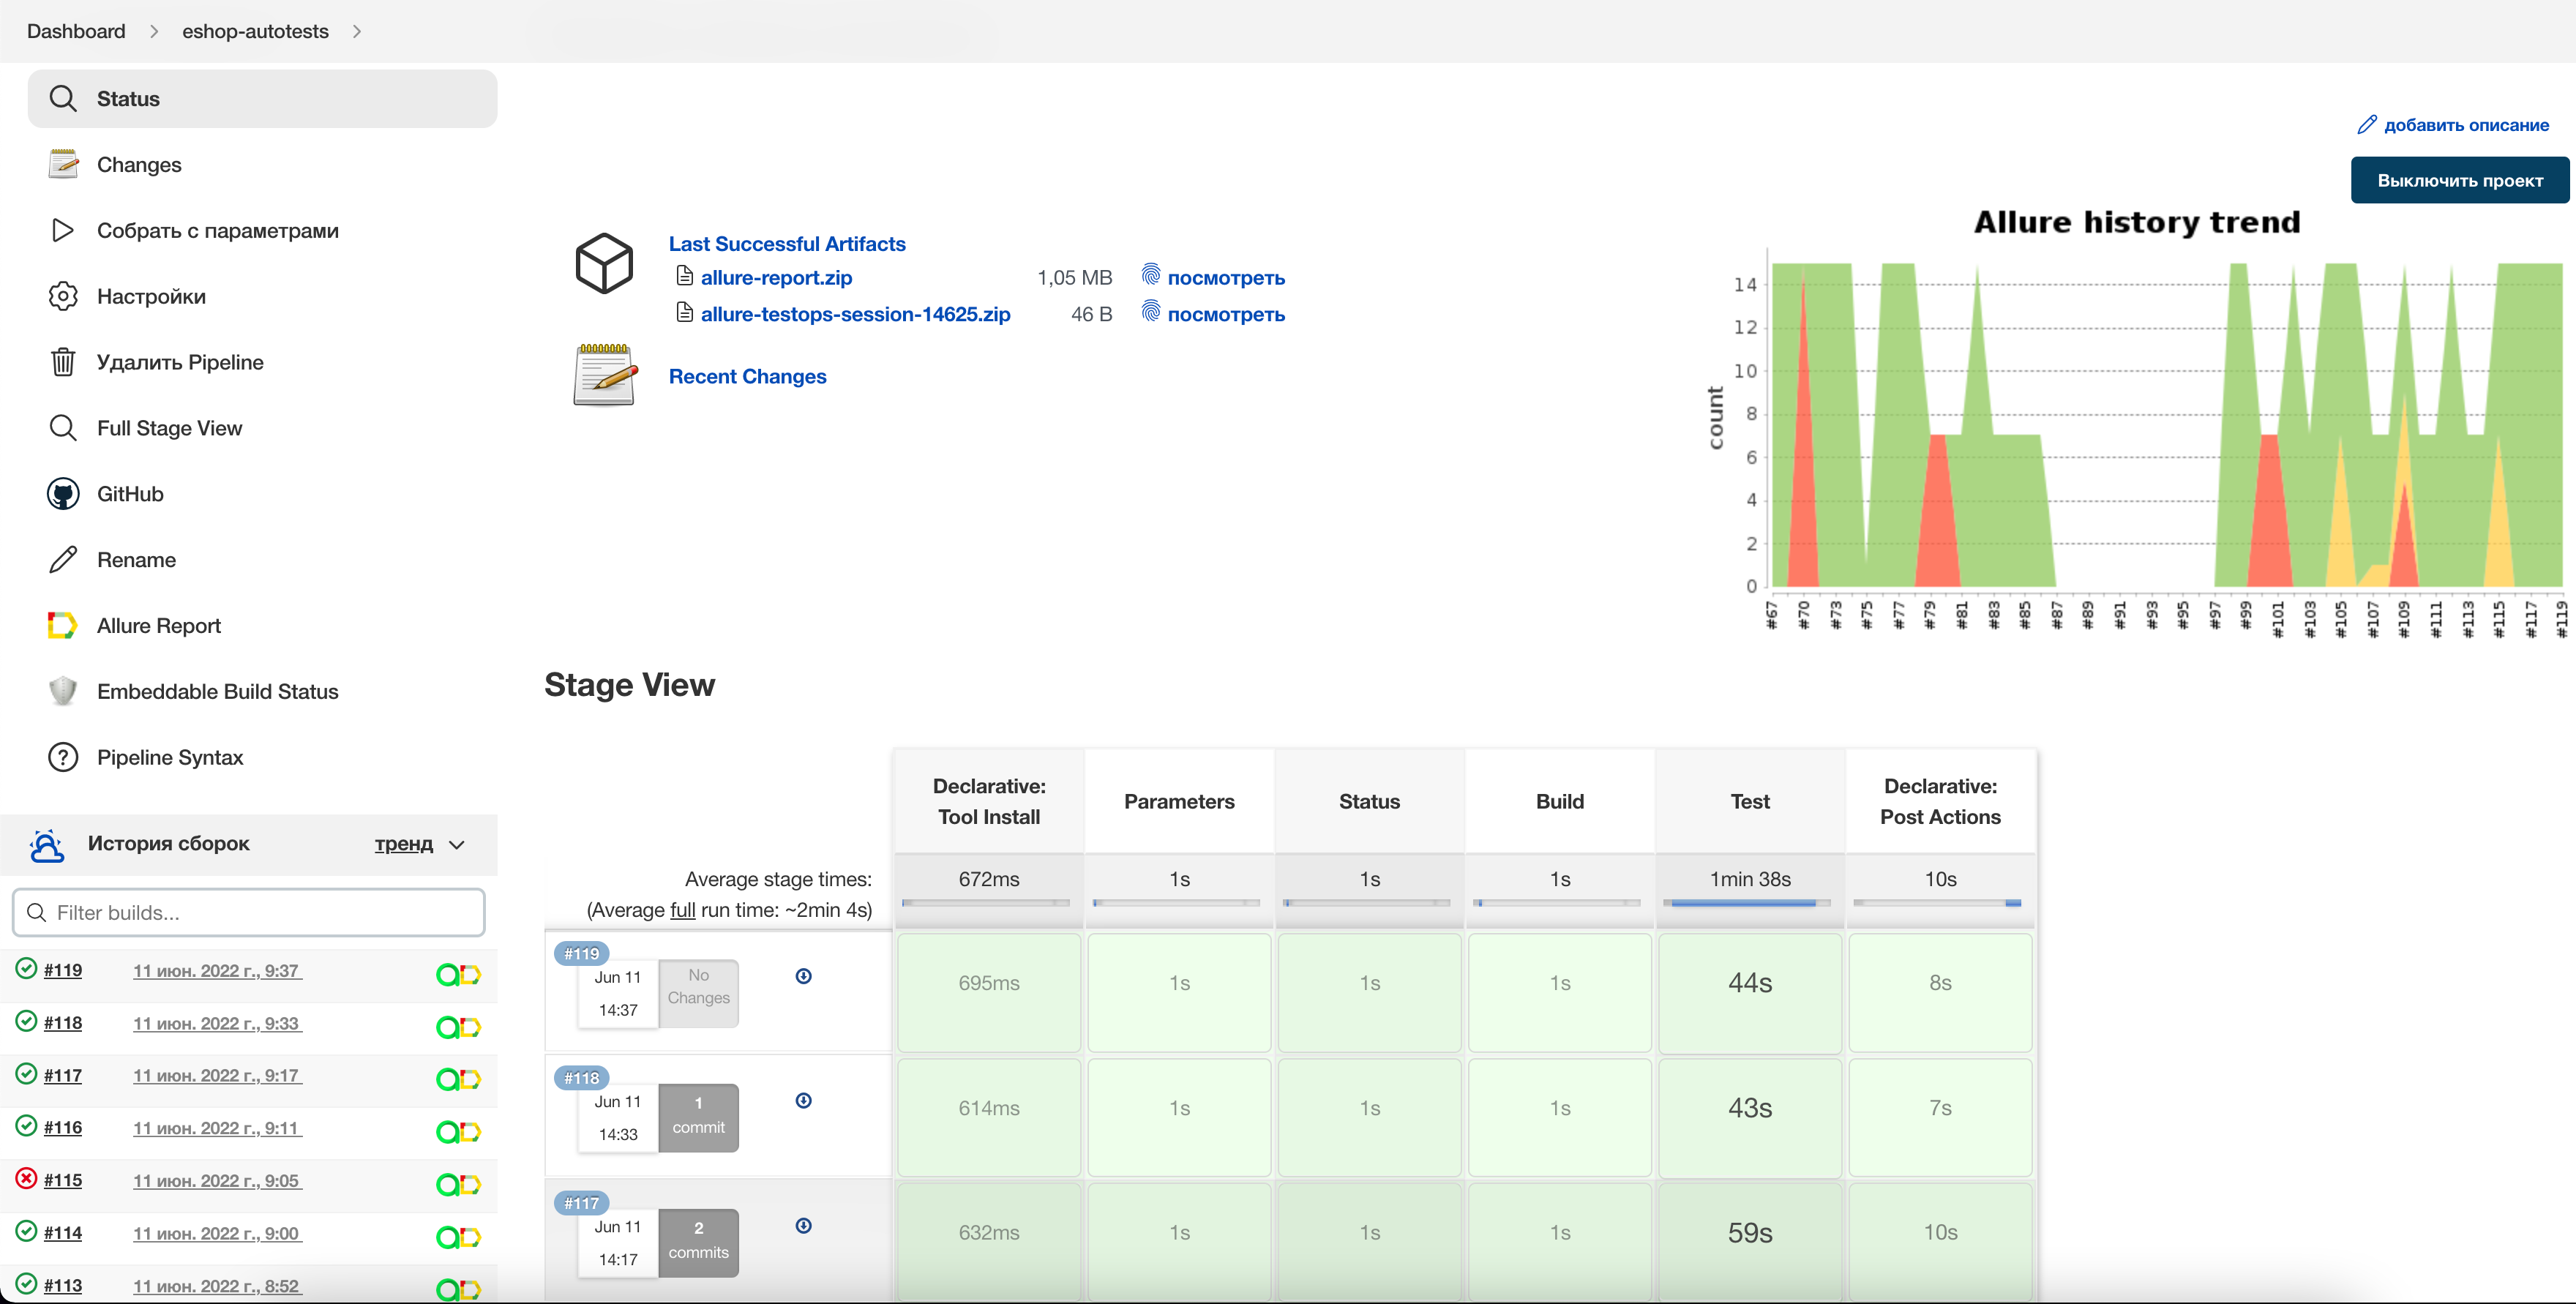 Dashboard
eshop-autotests
Status
Changes
Собрать с параметрами
Настройки
Удалить Pipeline
Full Stage View
GitHub
Rename
Allure Report
Embeddable Build Status
Pipeline Syntax
История сборок
тренд
Filter builds...
#119 11 июн. 2022 г., 9:37
#118 11 июн. 2022 г., 9:33
#117 11 июн. 2022 г., 9:17
#116 11 июн. 2022 г., 9:11
#115 11 июн. 2022 г., 9:05
#114 11 июн. 2022 г., 9:00
#113 11 июн. 2022 г., 8:52
добавить описание
Выключить проект
Last Successful Artifacts
allure-report.zip 1,05 MB посмотреть
allure-testops-session-14625.zip 46 B посмотреть
Recent Changes
Allure history trend
count
14
12
10
8
6
4
2
0
#67 #70 #73 #75 #77 #79 #81 #83 #85 #87 #89 #91 #93 #95 #97 #99 #101 #103 #105 #107 #109 #111 #113 #115 #117 #119
Stage View
Declarative:
Tool Install
Parameters
Status
Build
Test
Declarative:
Post Actions
Average stage times:
(Average full run time: ~2min 4s)
672ms 1s 1s 1s 1min 38s 10s
#119
Jun 11
14:37
No
Changes
695ms 1s 1s 1s 44s 8s
#118
Jun 11
14:33
1
commit
614ms 1s 1s 1s 43s 7s
#117
Jun 11
14:17
2
commits
632ms 1s 1s 1s 59s 10s